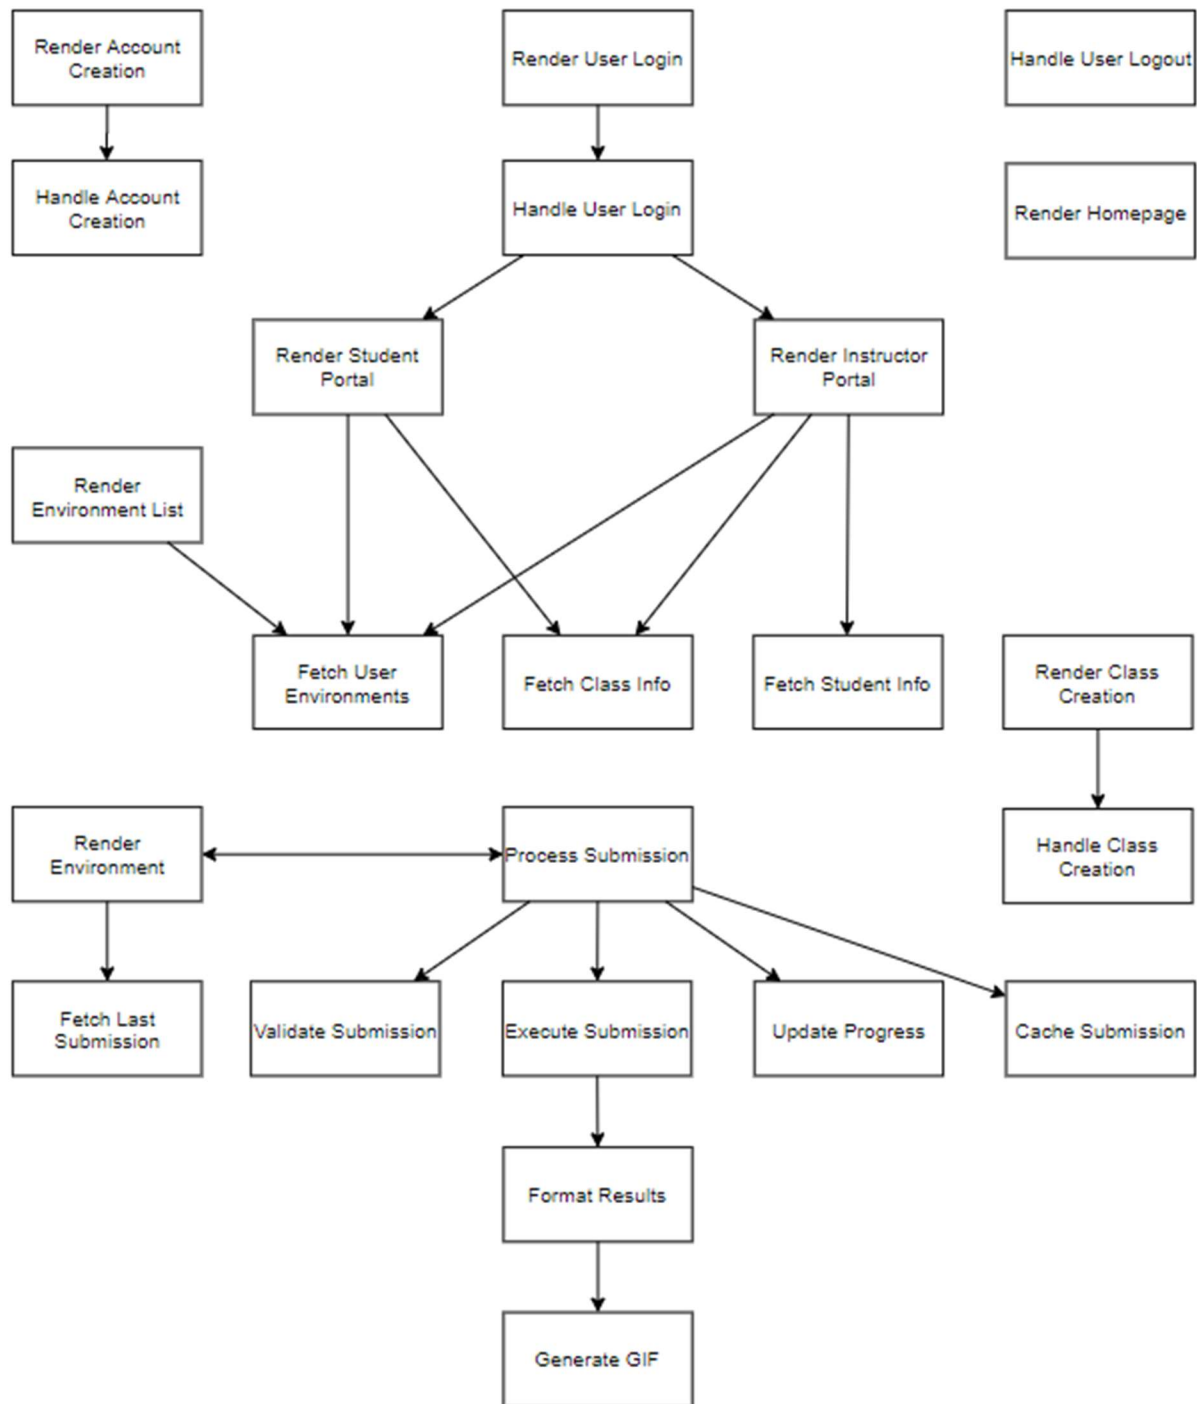 Render Account
Creation
Render User Login
Handle User Logout
Handle Account
Creation
Handle User Login
Render Homepage
Render Student
Portal
Render Instructor
Portal
Render
Environment List
Fetch User
Environments
Fetch Class Info
Fetch Student Info
Render Class
Creation
Render
Environment
Process Submission
Handle Class
Creation
Fetch Last
Submission
Validate Submission
Execute Submission
Update Progress
Cache Submission
Format Results
Generate GIF